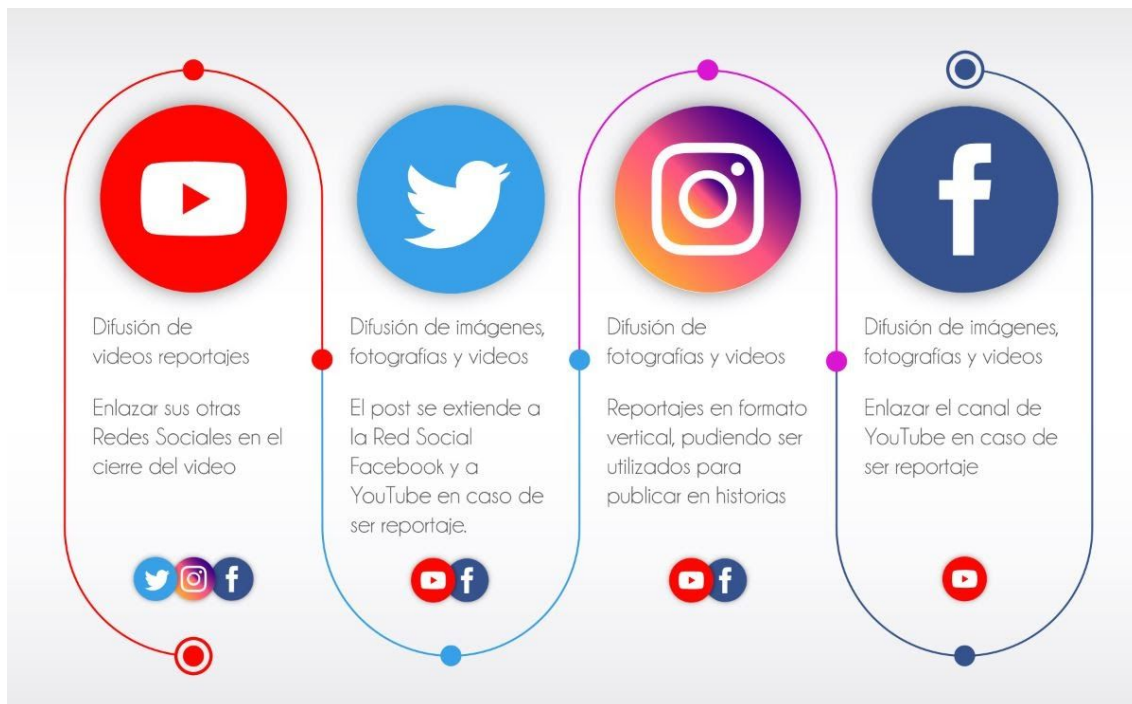 Difusión de
videos reportajes
Enlazar sus otras
Redes Sociales en el
cierre del video
Difusión de imágenes,
fotografías y videos
El post se extiende a
la Red Social
Facebook y a
YouTube en caso de
ser reportaje.
Difusión de
fotografías y videos
Reportajes en formato
vertical, pudiendo ser
utilizados para
publicar en historias
Difusión de imágenes,
fotografías y videos
Enlazar el canal de
YouTube en caso de
ser reportaje